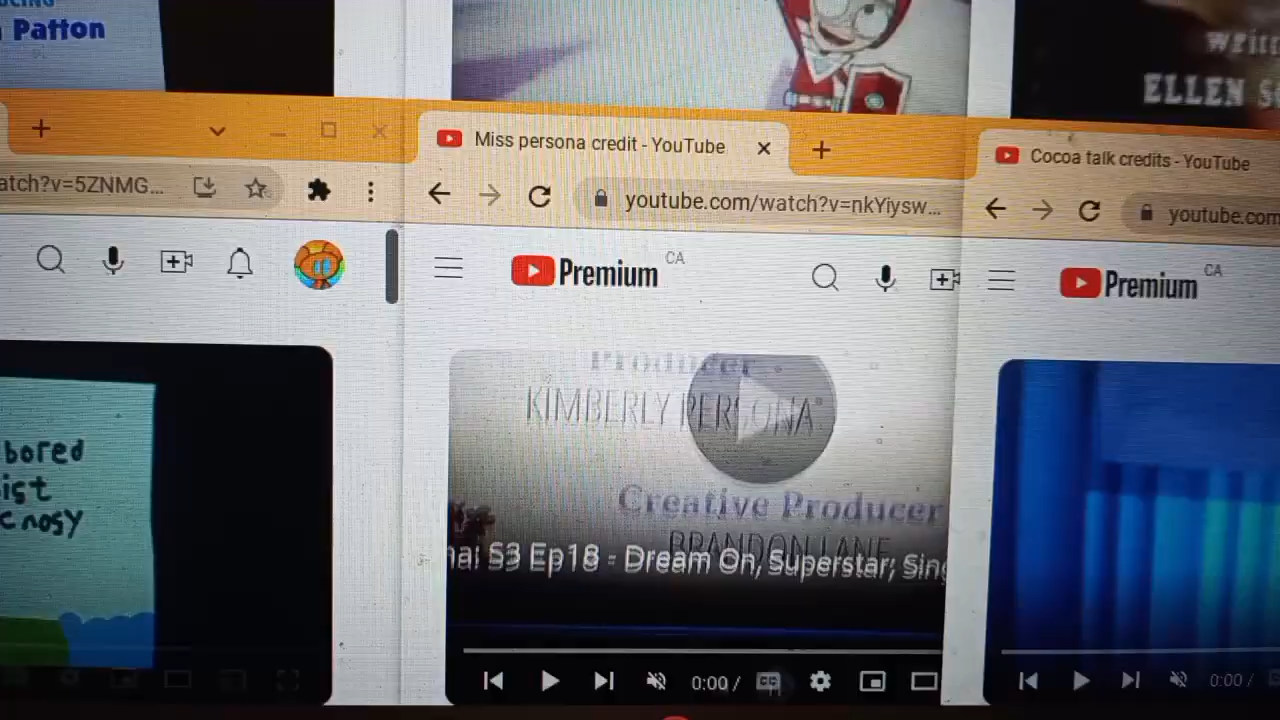 Patton
ELLEN S
Miss persona credit - YouTube
Cocoa talk credits - YouTube
atch?v=5ZNMG...
youtube.com/watch?v=nkYiysw...
youtube.com
Premium
CA
Premium
CA
Producer
KIMBERLY PERSONA
Creative Producer
BRANDON LANE
na: S3 Ep18 - Dream On, Superstar; Sing
bored
ist
nosy
0:00 /
CC
0:00 /